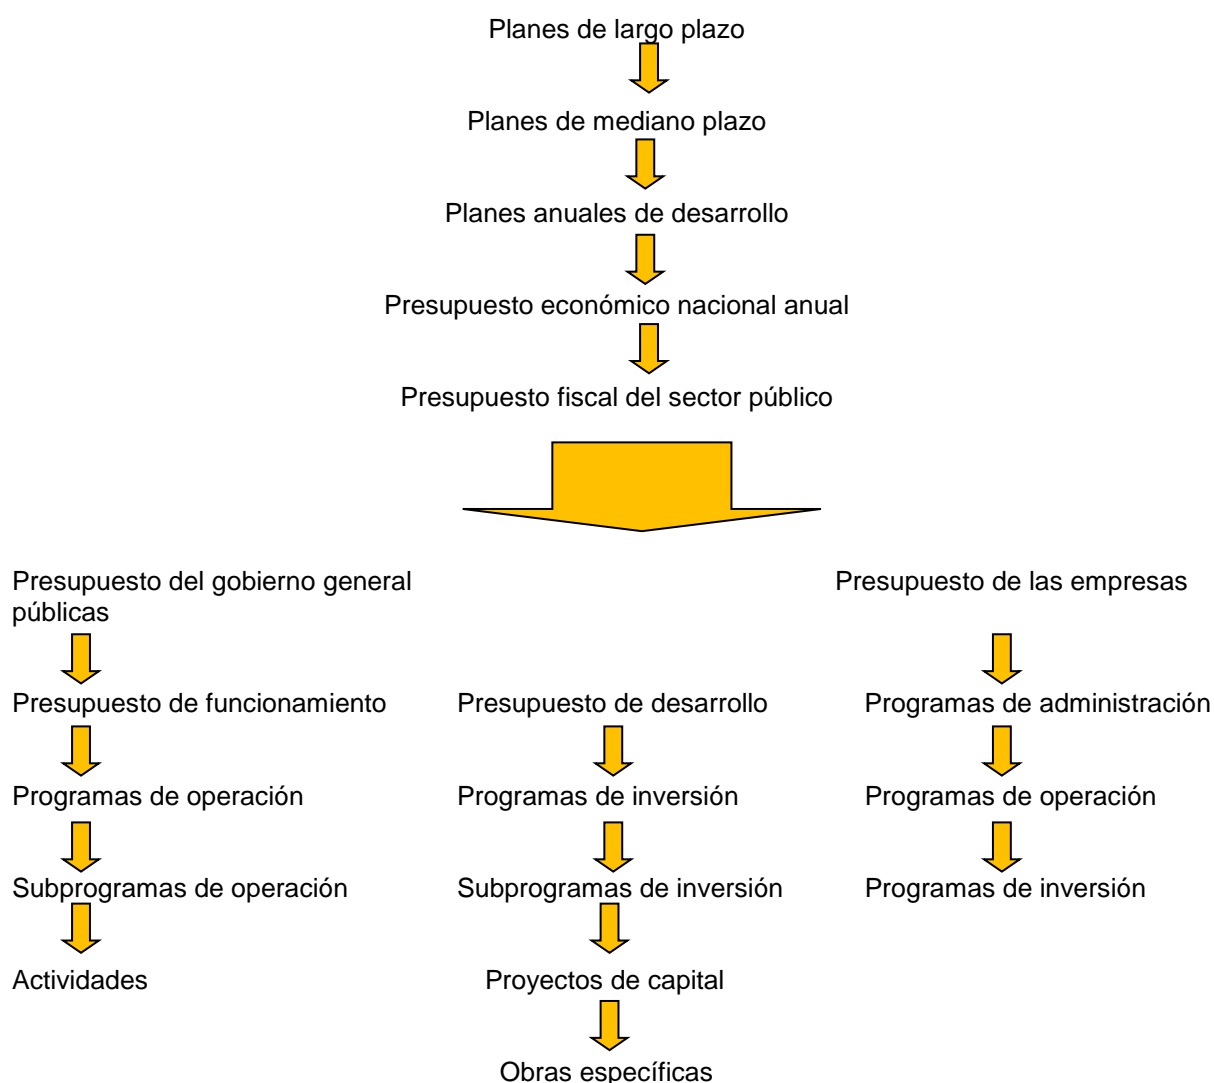 Planes de largo plazo
Planes de mediano plazo
Planes anuales de desarrollo
Presupuesto económico nacional anual
Presupuesto fiscal del sector público
Presupuesto del gobierno general Presupuesto de las empresas
públicas
Presupuesto de funcionamiento Presupuesto de desarrollo Programas de administración
Programas de operación Programas de inversión Programas de operación
Subprogramas de operación Subprogramas de inversión Programas de inversión
Actividades Proyectos de capital
Obras específicas